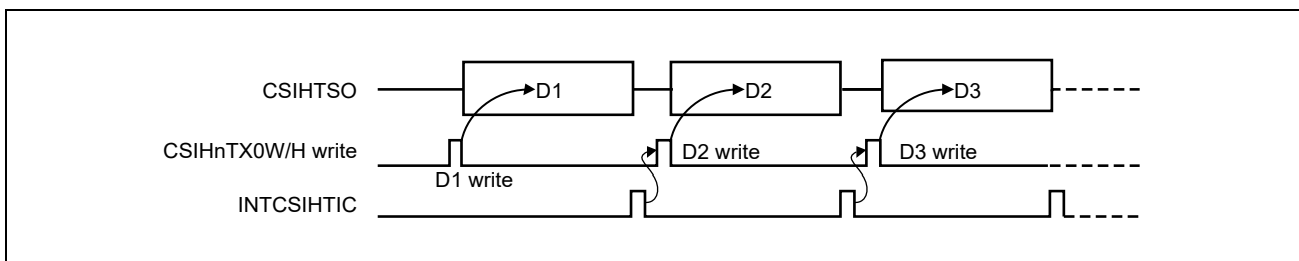 CSIHTSO
D1
D2
D3
CSIHnTX0W/H write
D2 write
D3 write
D1 write
INTCSIHTIC